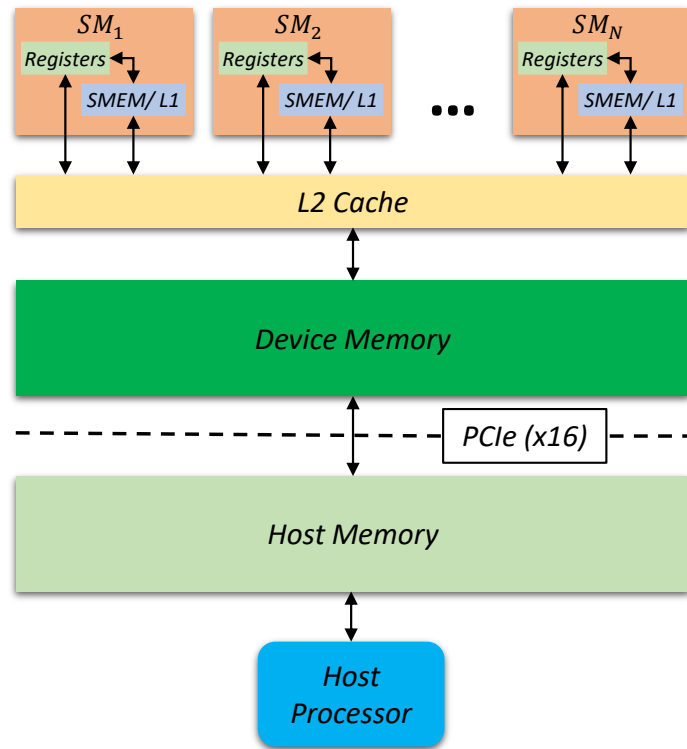 SM₁ SM₂ SM_N
Registers Registers Registers
SMEM/ L1 SMEM/ L1 SMEM/ L1
...
L2 Cache
Device Memory
PCIe (x16)
Host Memory
Host
Processor